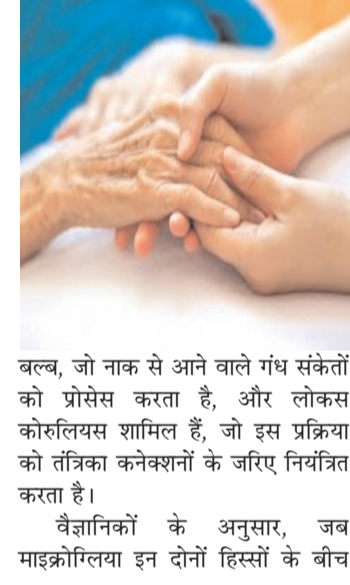 बल्ब, जो नाक से आने वाले गंध संकेतों
को प्रोसेस करता है, और लोकस
कोरुलियस शामिल हैं, जो इस प्रक्रिया
को तंत्रिका कनेक्शनों के जरिए नियंत्रित
करता है।
वैज्ञानिकों के अनुसार, जब
माइक्रोग्लिया इन दोनों हिस्सों के बीच